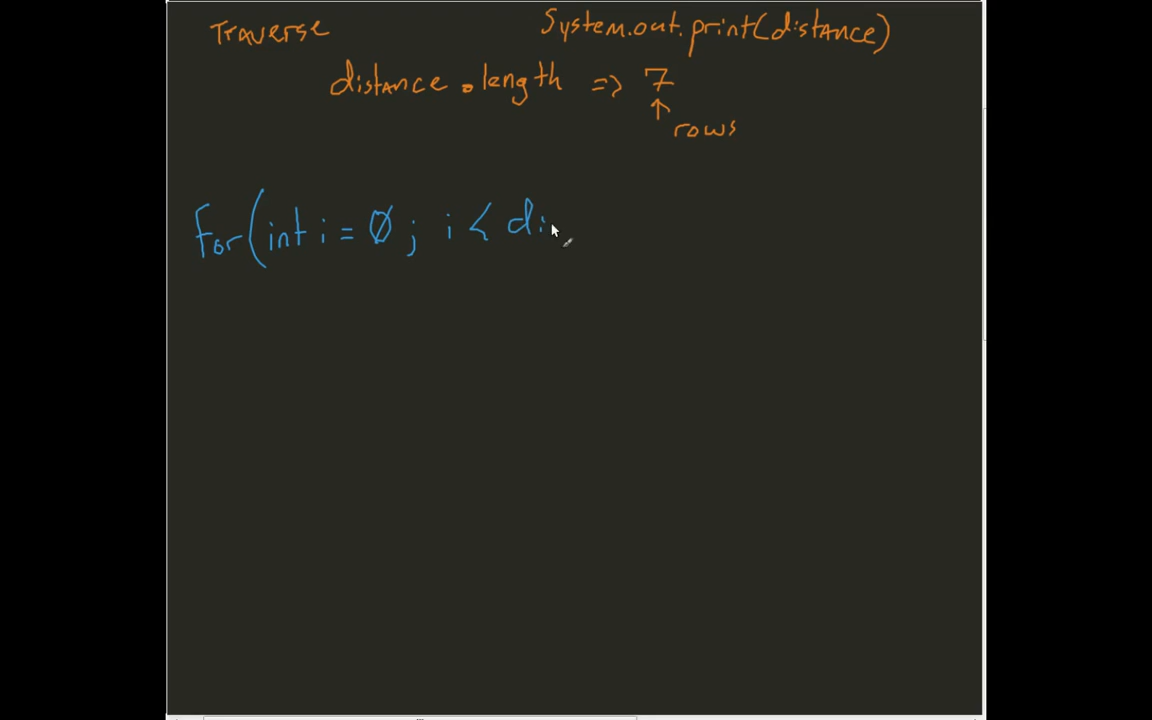 Traverse System.out.print(distance)
distance.length => 7
↑
rows
for(int i = 0; i < di